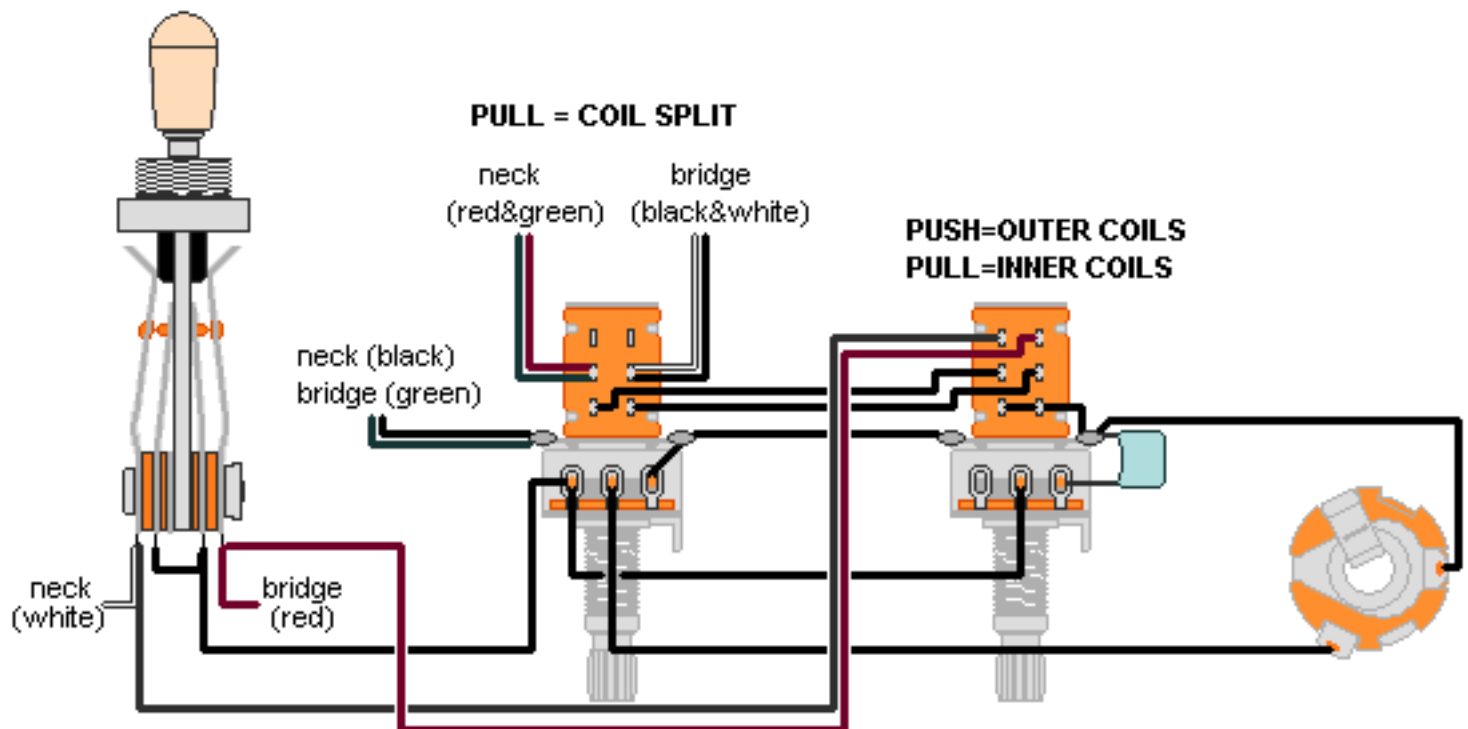 PULL = COIL SPLIT
neck
(red&green)
bridge
(black&white)
PUSH=OUTER COILS
PULL=INNER COILS
neck (black)
bridge (green)
neck
(white)
bridge
(red)